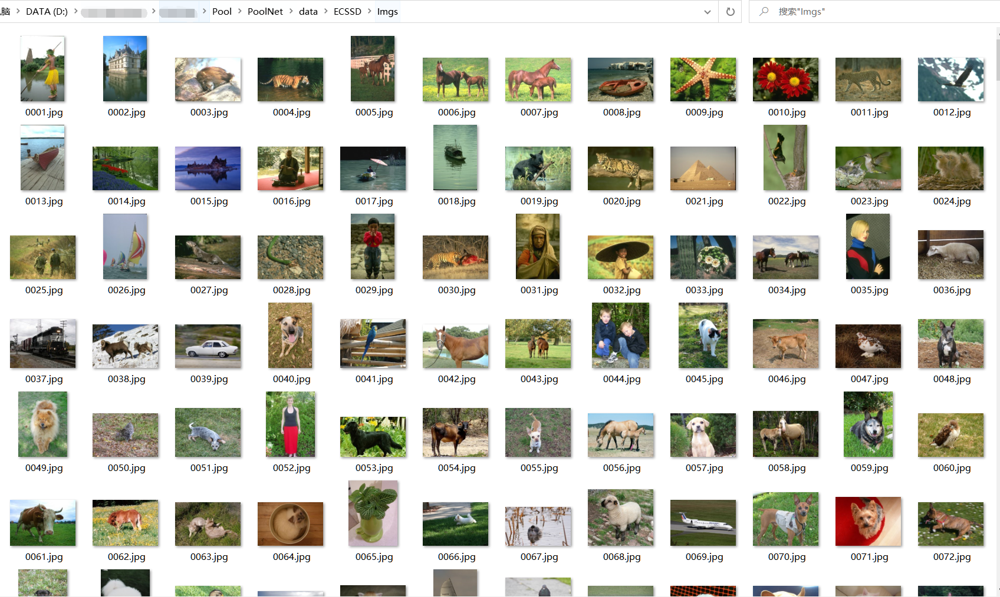 脑 > DATA (D:) > > > Pool > PoolNet > data > ECSSD > Imgs 搜索"Imgs"
0001.jpg 0002.jpg 0003.jpg 0004.jpg 0005.jpg 0006.jpg 0007.jpg 0008.jpg 0009.jpg 0010.jpg 0011.jpg 0012.jpg
0013.jpg 0014.jpg 0015.jpg 0016.jpg 0017.jpg 0018.jpg 0019.jpg 0020.jpg 0021.jpg 0022.jpg 0023.jpg 0024.jpg
0025.jpg 0026.jpg 0027.jpg 0028.jpg 0029.jpg 0030.jpg 0031.jpg 0032.jpg 0033.jpg 0034.jpg 0035.jpg 0036.jpg
0037.jpg 0038.jpg 0039.jpg 0040.jpg 0041.jpg 0042.jpg 0043.jpg 0044.jpg 0045.jpg 0046.jpg 0047.jpg 0048.jpg
0049.jpg 0050.jpg 0051.jpg 0052.jpg 0053.jpg 0054.jpg 0055.jpg 0056.jpg 0057.jpg 0058.jpg 0059.jpg 0060.jpg
0061.jpg 0062.jpg 0063.jpg 0064.jpg 0065.jpg 0066.jpg 0067.jpg 0068.jpg 0069.jpg 0070.jpg 0071.jpg 0072.jpg